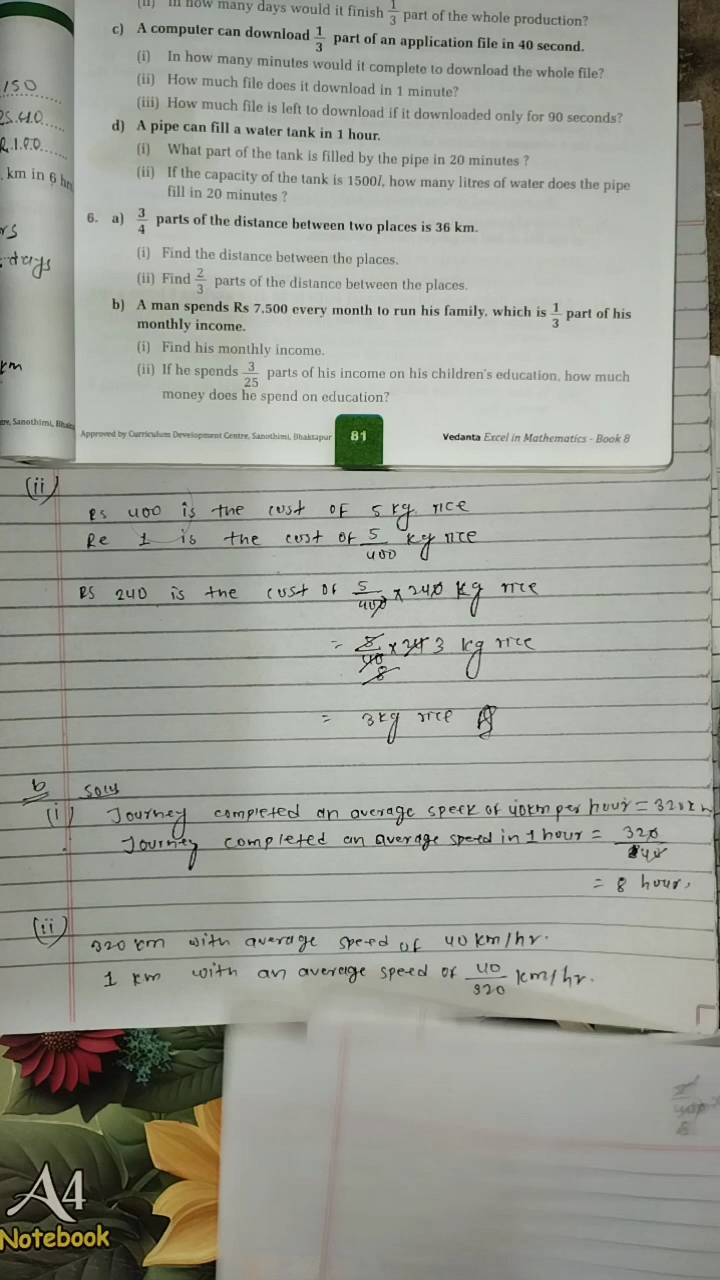 (ii) In how many days would it finish 1/3 part of the whole production?
c) A computer can download 1/3 part of an application file in 40 second.
(i) In how many minutes would it complete to download the whole file?
(ii) How much file does it download in 1 minute?
(iii) How much file is left to download if it downloaded only for 90 seconds?
d) A pipe can fill a water tank in 1 hour.
(i) What part of the tank is filled by the pipe in 20 minutes ?
(ii) If the capacity of the tank is 1500l, how many litres of water does the pipe
fill in 20 minutes ?
6. a) 3/4 parts of the distance between two places is 36 km.
(i) Find the distance between the places.
(ii) Find 2/3 parts of the distance between the places.
b) A man spends Rs 7,500 every month to run his family, which is 1/3 part of his
monthly income.
(i) Find his monthly income.
(ii) If he spends 3/25 parts of his income on his children's education, how much
money does he spend on education?
Approved by Curriculum Development Centre, Sanothimi, Bhaktapur 81 Vedanta Excel in Mathematics - Book 8
150
km in 6
days
km
Sanothimi,
(ii)
Rs 400 is the cost of 5 kg rice
Re 1 is the cost of 5/400 kg rice
RS 240 is the cost of 5/400 × 240 kg rice
= 5/40 × 24 3 kg rice
8
= 3kg rice
b Soln
(i) Journey completed an average speek of 40km per hour = 320km
Journey completed an average speed in 1 hour = 320/40
= 8 hour,
(ii)
320 km with average speed of 40 km/hr.
1 km with an average speed of 40/320 km/hr.
A4
Notebook